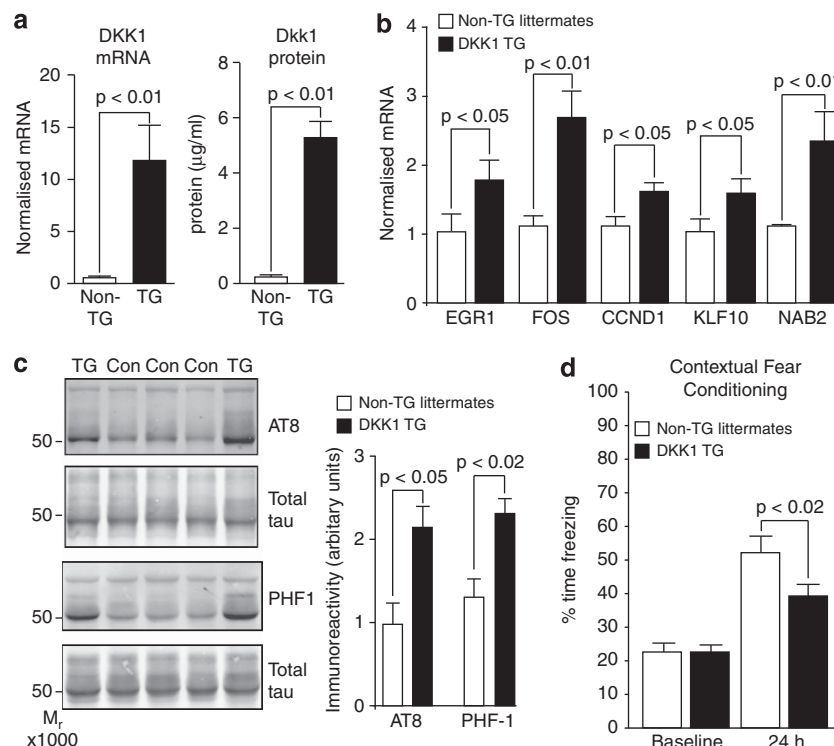 a
DKK1
mRNA
Dkk1
protein
Normalised mRNA
20
15
10
5
0
p < 0.01
Non-
TG
TG
protein (μg/ml)
8
6
4
2
0
p < 0.01
Non-
TG
TG
b
Non-TG littermates
DKK1 TG
Normalised mRNA
4
3
2
1
0
p < 0.05
p < 0.01
p < 0.05
p < 0.05
p < 0.01
EGR1
FOS
CCND1
KLF10
NAB2
c
TG Con Con Con TG
50
AT8
50
Total
tau
50
PHF1
50
Total
tau
Mr
x1000
Non-TG littermates
DKK1 TG
Immunoreactivity (arbitary units)
3
2
1
0
p < 0.05
p < 0.02
AT8
PHF-1
d
Contextual Fear
Conditioning
Non-TG littermates
DKK1 TG
% time freezing
100
90
80
70
60
50
40
30
20
10
0
p < 0.02
Baseline
24 h